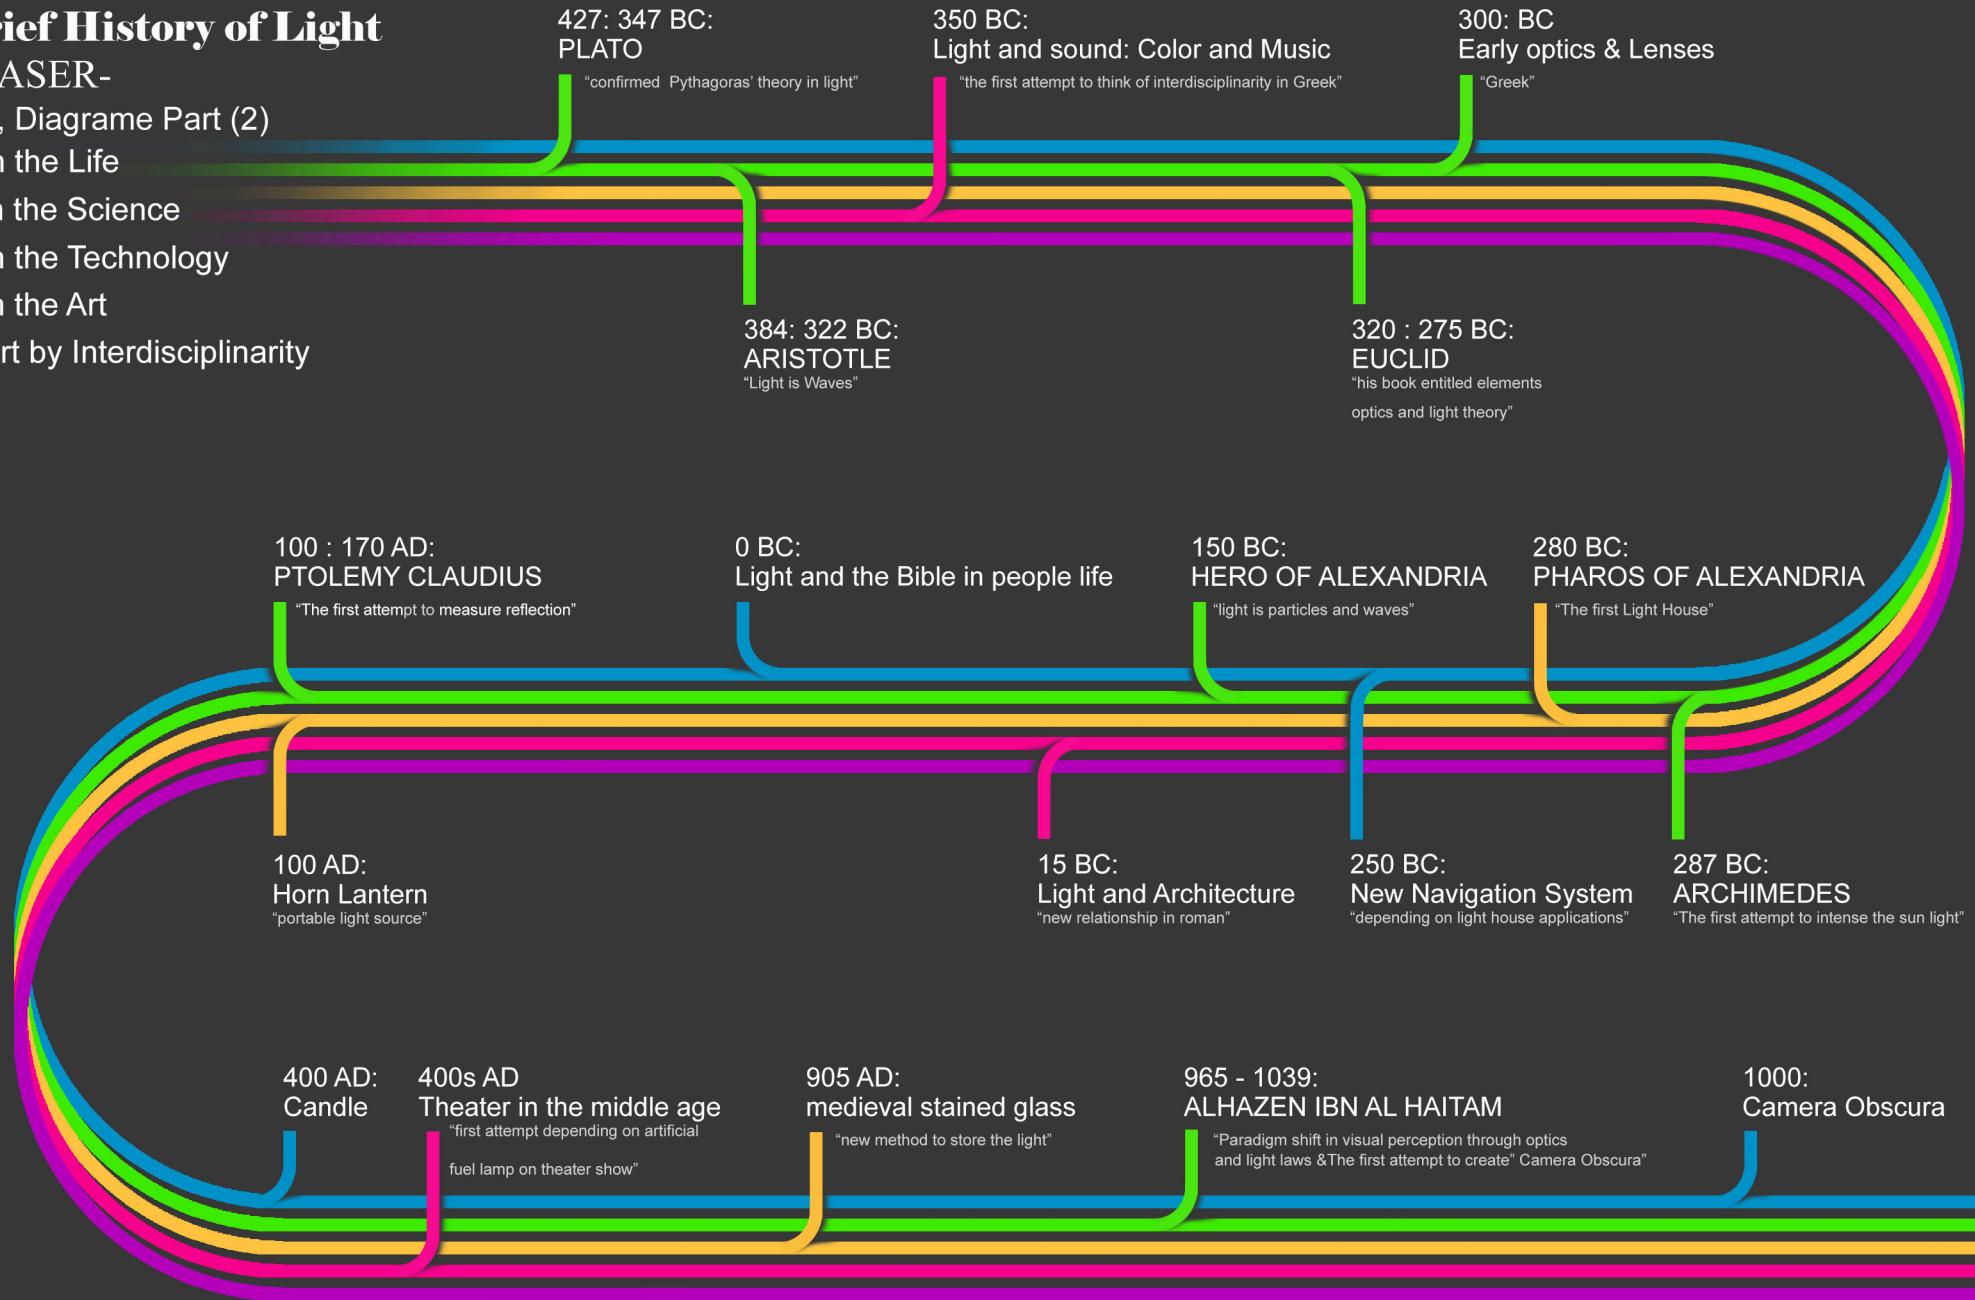 rief History of Light
ASER-
, Diagrame Part (2)
n the Life
n the Science
n the Technology
n the Art
rt by Interdisciplinarity
427: 347 BC:
PLATO
“confirmed Pythagoras’ theory in light”
350 BC:
Light and sound: Color and Music
“the first attempt to think of interdisciplinarity in Greek”
300: BC
Early optics & Lenses
“Greek”
384: 322 BC:
ARISTOTLE
“Light is Waves”
320 : 275 BC:
EUCLID
“his book entitled elements
optics and light theory”
100 : 170 AD:
PTOLEMY CLAUDIUS
“The first attempt to measure reflection”
0 BC:
Light and the Bible in people life
150 BC:
HERO OF ALEXANDRIA
“light is particles and waves”
280 BC:
PHAROS OF ALEXANDRIA
“The first Light House”
100 AD:
Horn Lantern
“portable light source”
15 BC:
Light and Architecture
“new relationship in roman”
250 BC:
New Navigation System
“depending on light house applications”
287 BC:
ARCHIMEDES
“The first attempt to intense the sun light”
400 AD:
Candle
400s AD
Theater in the middle age
“first attempt depending on artificial
fuel lamp on theater show”
905 AD:
medieval stained glass
“new method to store the light”
965 - 1039:
ALHAZEN IBN AL HAITAM
“Paradigm shift in visual perception through optics
and light laws &The first attempt to create” Camera Obscura”
1000:
Camera Obscura